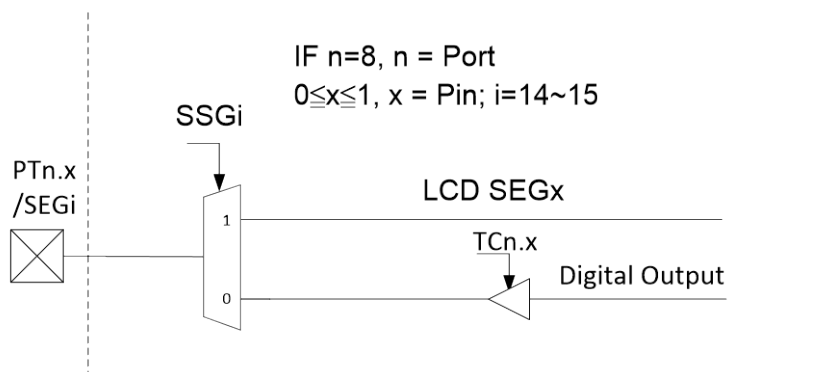 IF n=8, n = Port
0≦x≦1, x = Pin; i=14~15
SSGi
PTn.x
/SEGi
LCD SEGx
1
TCn.x
Digital Output
0